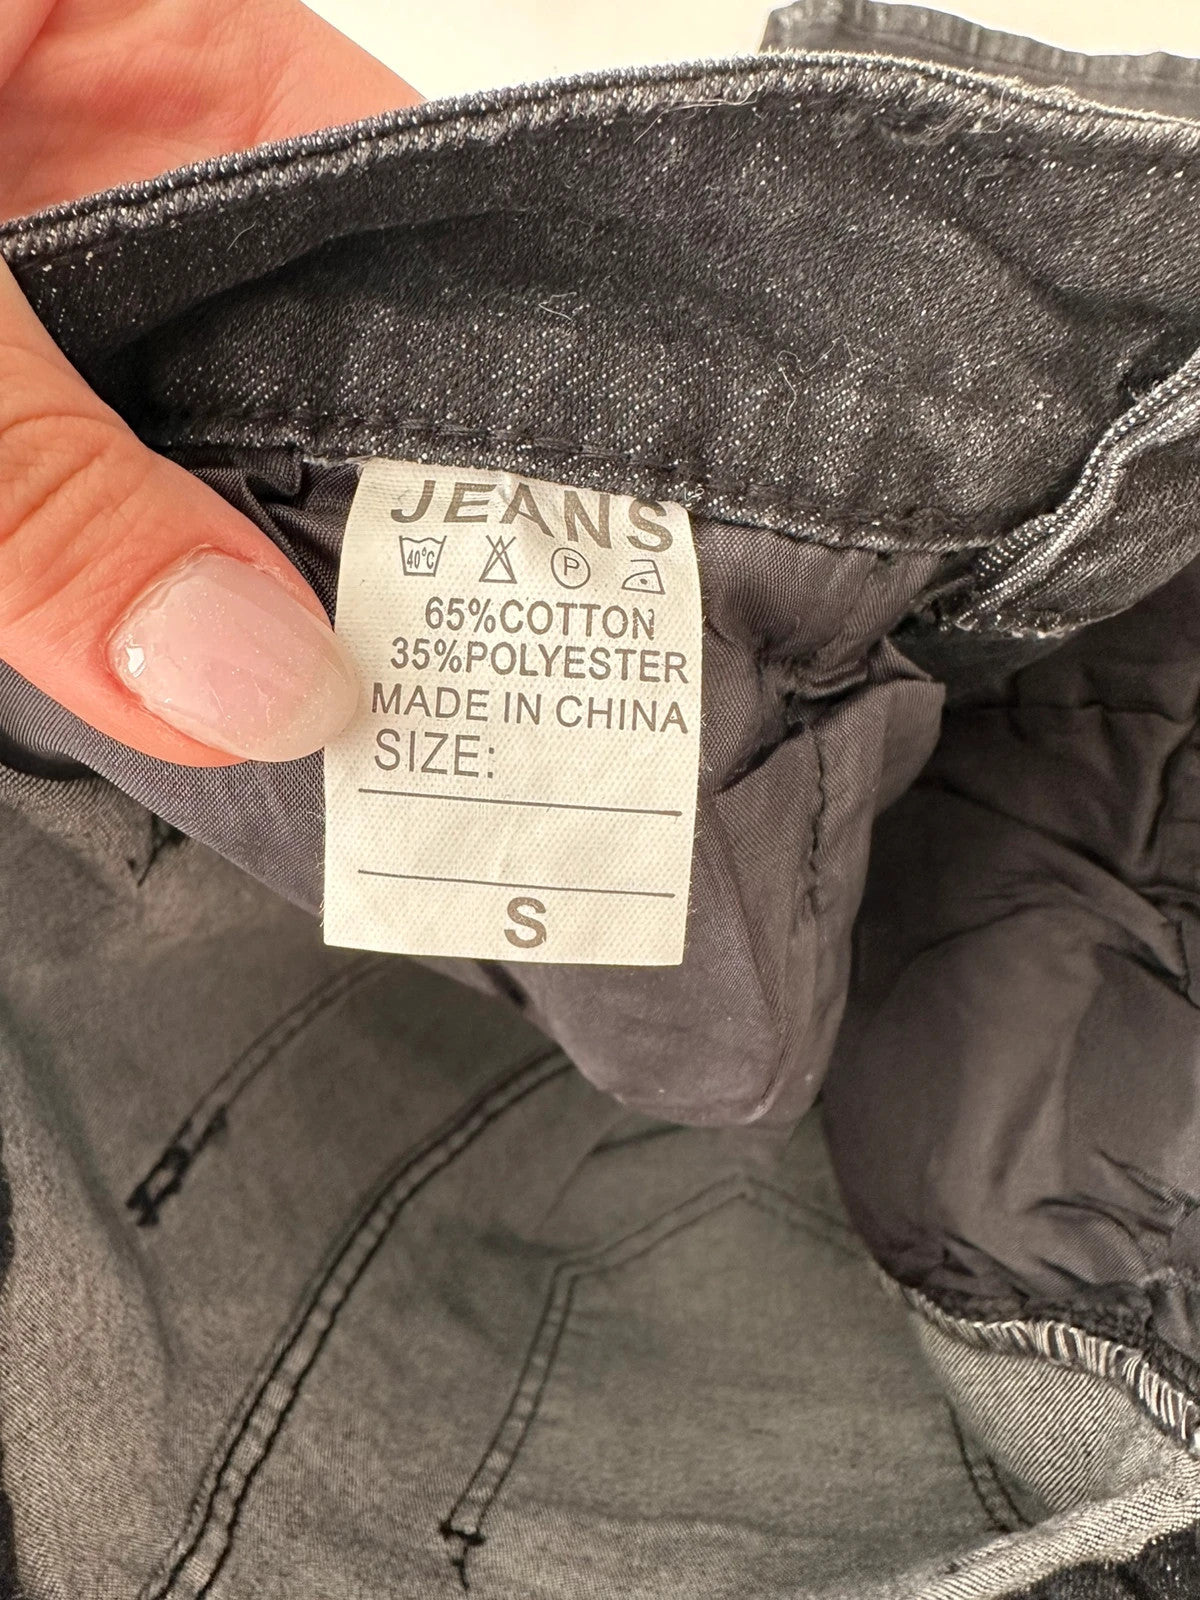 JEANS
40°C P
65%COTTON
35%POLYESTER
MADE IN CHINA
SIZE:
S